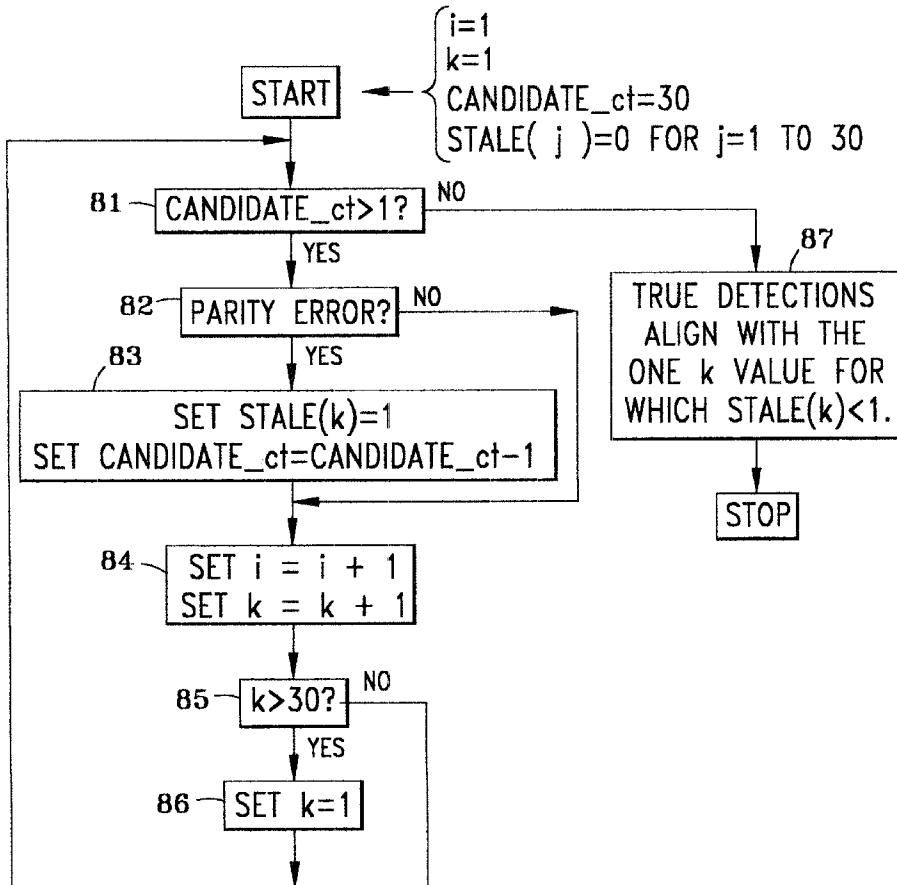 START
i=1
k=1
CANDIDATE_ct=30
STALE( j )=0 FOR j=1 TO 30
81
CANDIDATE_ct>1?
NO
YES
82
PARITY ERROR?
NO
YES
83
SET STALE(k)=1
SET CANDIDATE_ct=CANDIDATE_ct-1
84
SET i = i + 1
SET k = k + 1
85
k>30?
NO
YES
86
SET k=1
87
TRUE DETECTIONS
ALIGN WITH THE
ONE k VALUE FOR
WHICH STALE(k)<1.
STOP